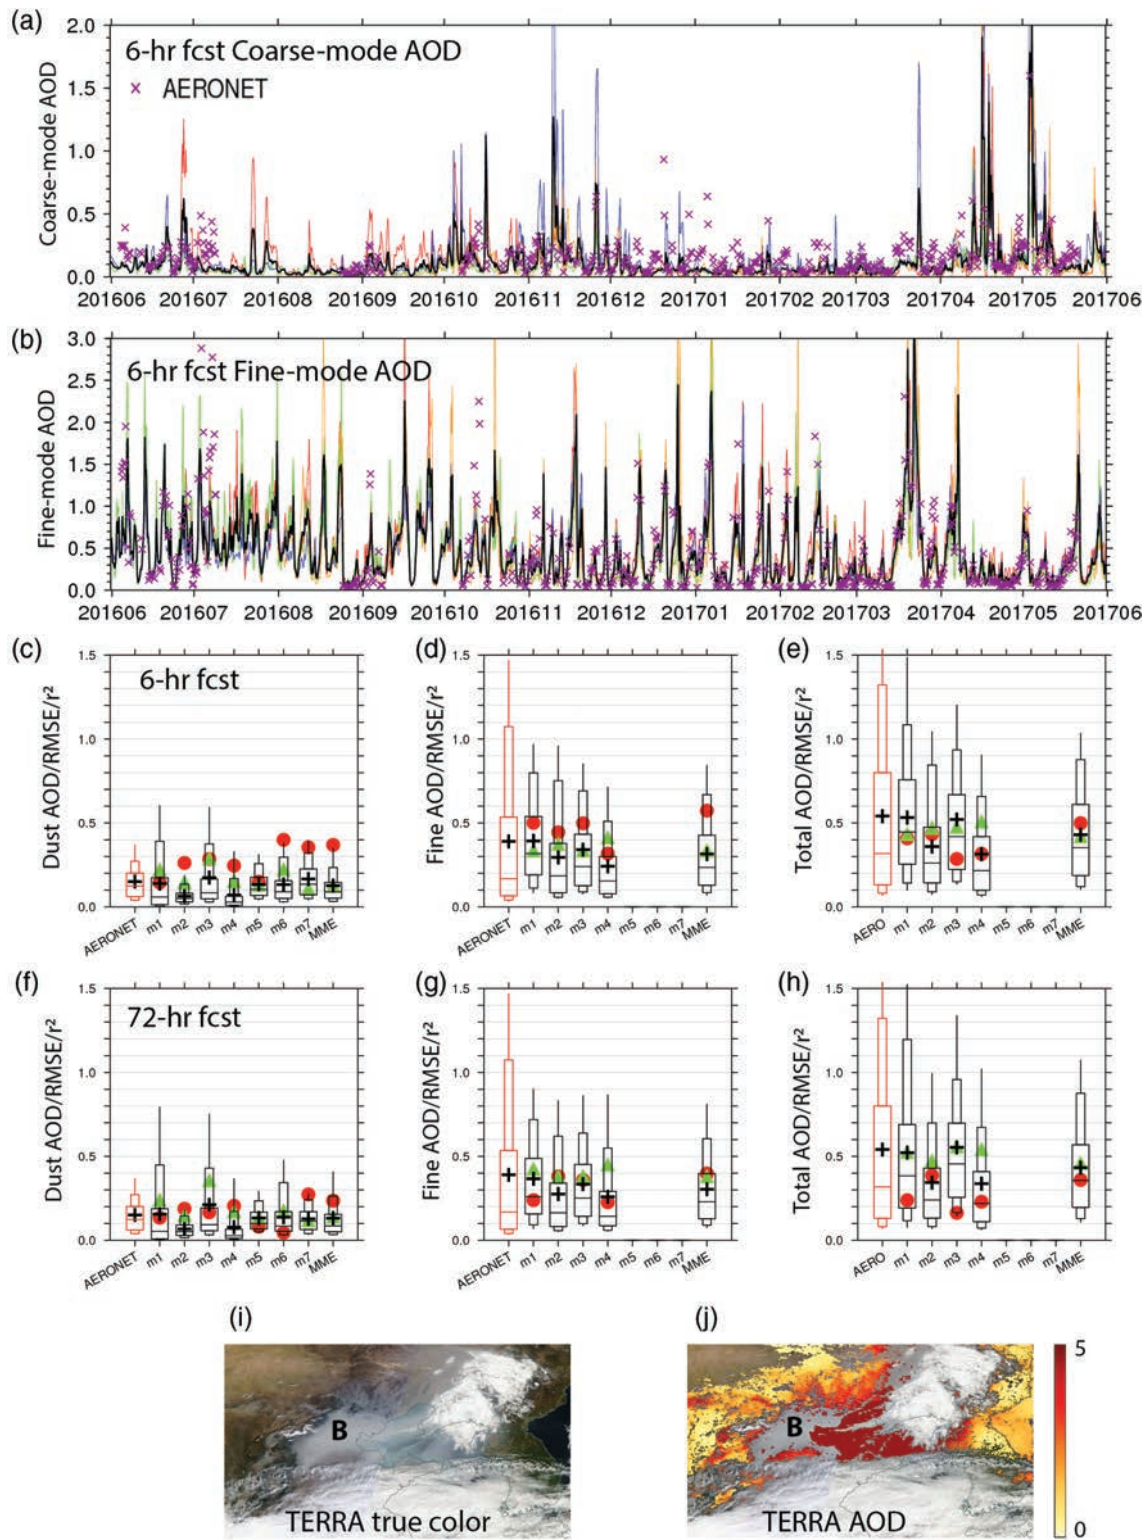 (a)
6-hr fcst Coarse-mode AOD
× AERONET
Coarse-mode AOD
2.0
1.5
1.0
0.5
0.0
201606 201607 201608 201609 201610 201611 201612 201701 201702 201703 201704 201705 201706
(b)
6-hr fcst Fine-mode AOD
Fine-mode AOD
3.0
2.5
2.0
1.5
1.0
0.5
0.0
201606 201607 201608 201609 201610 201611 201612 201701 201702 201703 201704 201705 201706
(c)
6-hr fcst
Dust AOD/RMSE/r²
1.5
1.0
0.5
0.0
AERONET m1 m2 m3 m4 m5 m6 m7 MME
(d)
Fine AOD/RMSE/r²
1.5
1.0
0.5
0.0
AERONET m1 m2 m3 m4 m5 m6 m7 MME
(e)
Total AOD/RMSE/r²
1.5
1.0
0.5
0.0
AERO m1 m2 m3 m4 m5 m6 m7 MME
(f)
72-hr fcst
Dust AOD/RMSE/r²
1.5
1.0
0.5
0.0
AERONET m1 m2 m3 m4 m5 m6 m7 MME
(g)
Fine AOD/RMSE/r²
1.5
1.0
0.5
0.0
AERONET m1 m2 m3 m4 m5 m6 m7 MME
(h)
Total AOD/RMSE/r²
1.5
1.0
0.5
0.0
AERO m1 m2 m3 m4 m5 m6 m7 MME
(i)
B
TERRA true color
(j)
B
TERRA AOD
5
0